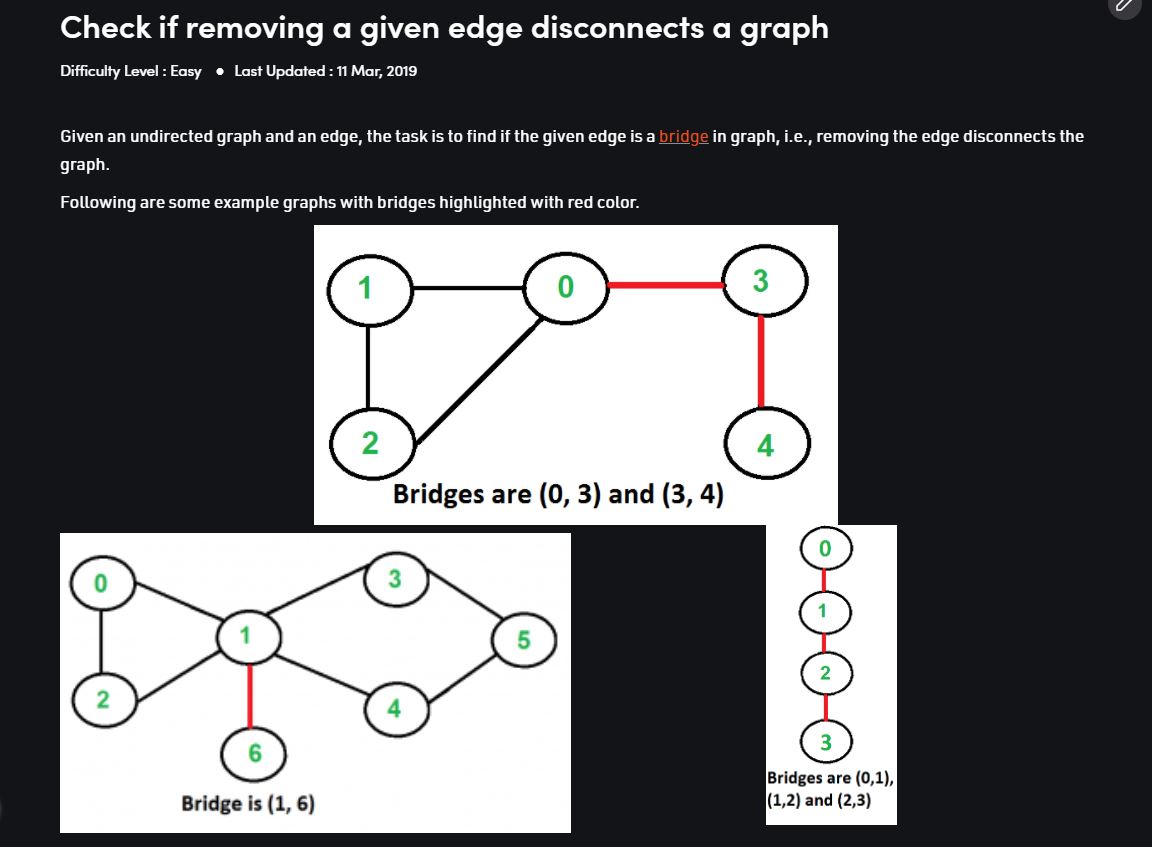 Check if removing a given edge disconnects a graph
Difficulty Level : Easy • Last Updated : 11 Mar, 2019
Given an undirected graph and an edge, the task is to find if the given edge is a bridge in graph, i.e., removing the edge disconnects the
graph.
Following are some example graphs with bridges highlighted with red color.
1 0 3
2 4
Bridges are (0, 3) and (3, 4)
0 3
1 5
2 4
6
Bridge is (1, 6)
0
1
2
3
Bridges are (0,1),
(1,2) and (2,3)